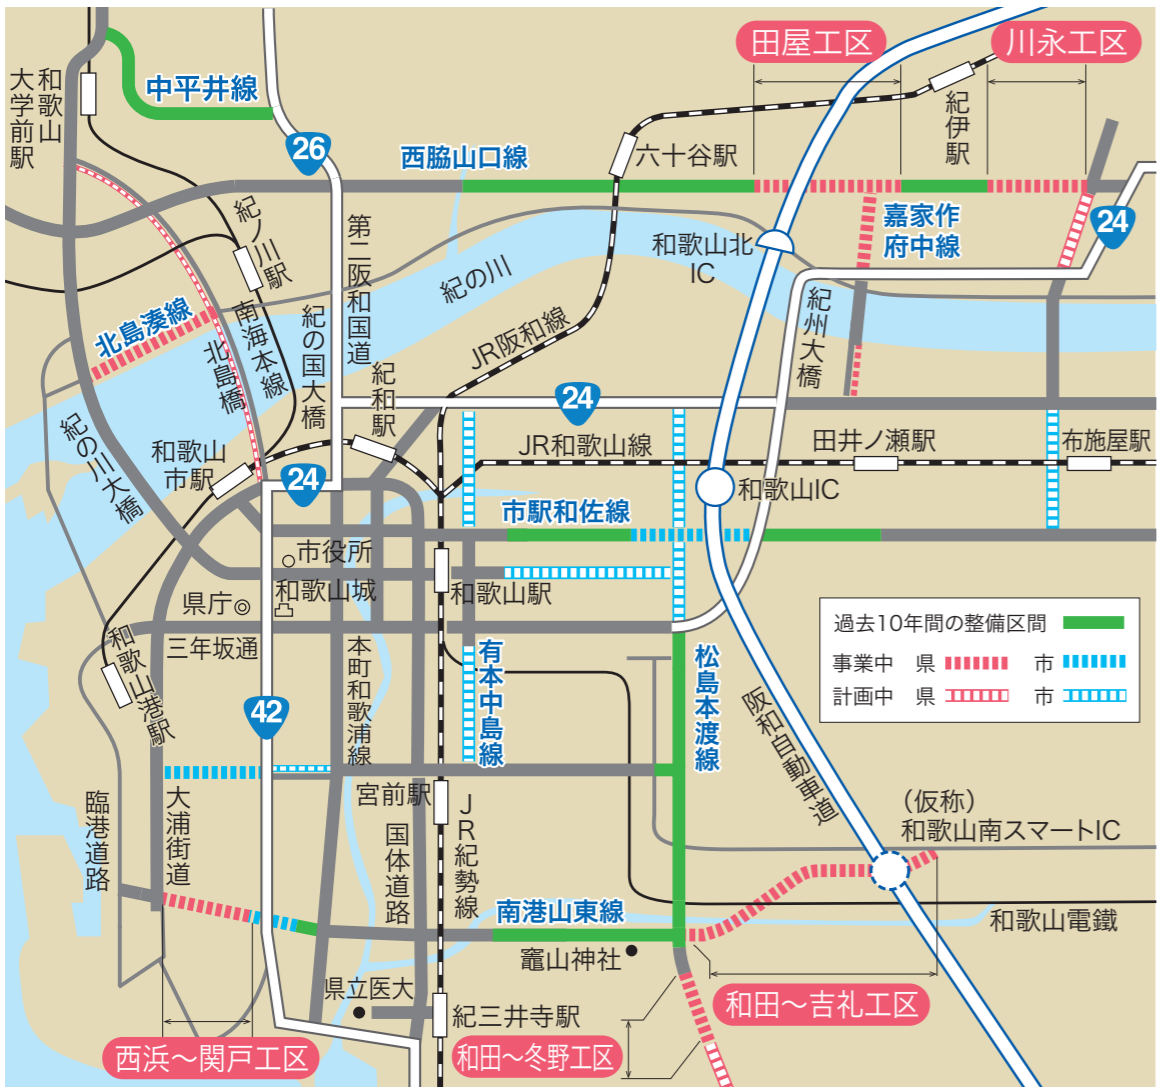 田屋工区
川永工区
和歌山
大学前駅
中平井線
26
西脇山口線
六十谷駅
紀伊駅
嘉家作
府中線
24
紀ノ川駅
第二阪和国道
紀の川
和歌山北
IC
北島湊線
北島橋
南海本線
紀の国大橋
JR阪和線
紀州大橋
紀和駅
24
紀の川大橋
和歌山
市駅
24
JR和歌山線
田井ノ瀬駅
布施屋駅
和歌山IC
市駅和佐線
市役所
県庁
和歌山城
和歌山駅
三年坂通
和歌山港駅
本町和歌浦線
有本中島線
松島本渡線
過去10年間の整備区間
事業中 県 市
計画中 県 市
42
阪和自動車道
臨港道路
大浦街道
宮前駅
国体道路
JR紀勢線
(仮称)
和歌山南スマートIC
南港山東線
竈山神社
和歌山電鐵
県立医大
紀三井寺駅
和田～吉礼工区
西浜～関戸工区
和田～冬野工区